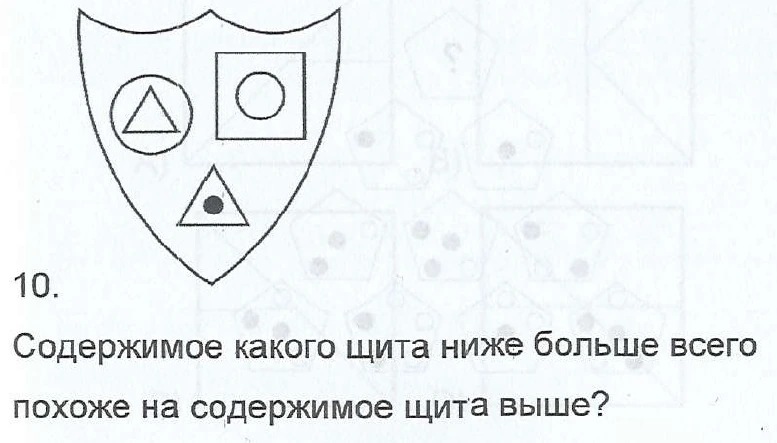 10.
Содержимое какого щита ниже больше всего
похоже на содержимое щита выше?